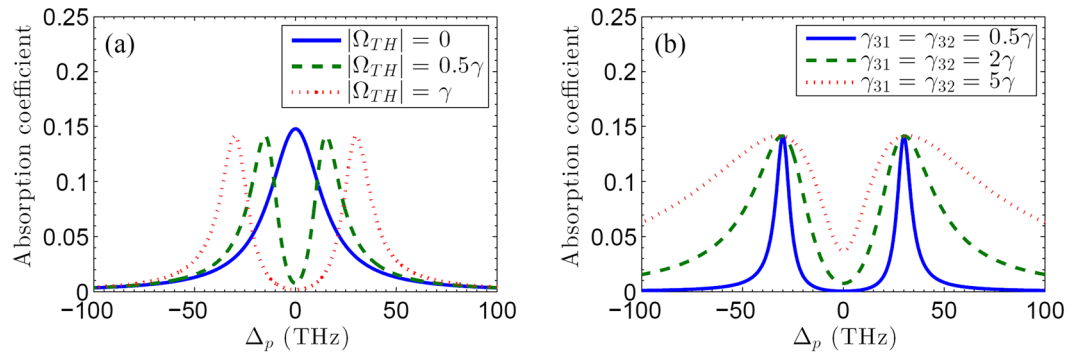 (a)
|Ω_TH| = 0
|Ω_TH| = 0.5γ
|Ω_TH| = γ
Absorption coefficient
0.25
0.2
0.15
0.1
0.05
0
−100 −50 0 50 100
Δ_p (THz)
(b)
γ_31 = γ_32 = 0.5γ
γ_31 = γ_32 = 2γ
γ_31 = γ_32 = 5γ
Absorption coefficient
0.25
0.2
0.15
0.1
0.05
0
−100 −50 0 50 100
Δ_p (THz)